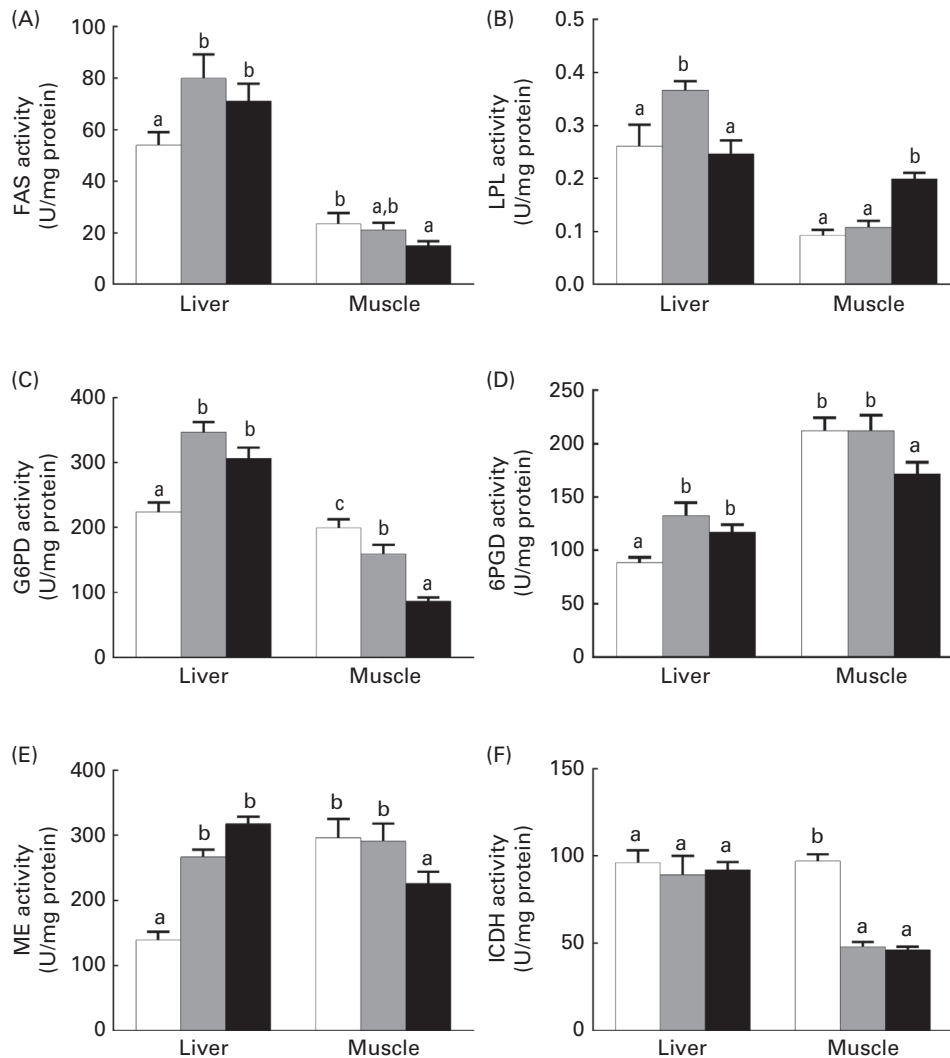 (A)
100
80
60
40
20
0
FAS activity
(U/mg protein)
a
b
b
b
a,b
a
Liver
Muscle
(B)
0.5
0.4
0.3
0.2
0.1
0.0
LPL activity
(U/mg protein)
a
b
a
a
a
b
Liver
Muscle
(C)
400
300
200
100
0
G6PD activity
(U/mg protein)
a
b
b
c
b
a
Liver
Muscle
(D)
250
200
150
100
50
0
6PGD activity
(U/mg protein)
a
b
b
b
b
a
Liver
Muscle
(E)
400
300
200
100
0
ME activity
(U/mg protein)
a
b
b
b
b
a
Liver
Muscle
(F)
150
100
50
0
ICDH activity
(U/mg protein)
a
a
a
b
a
a
Liver
Muscle